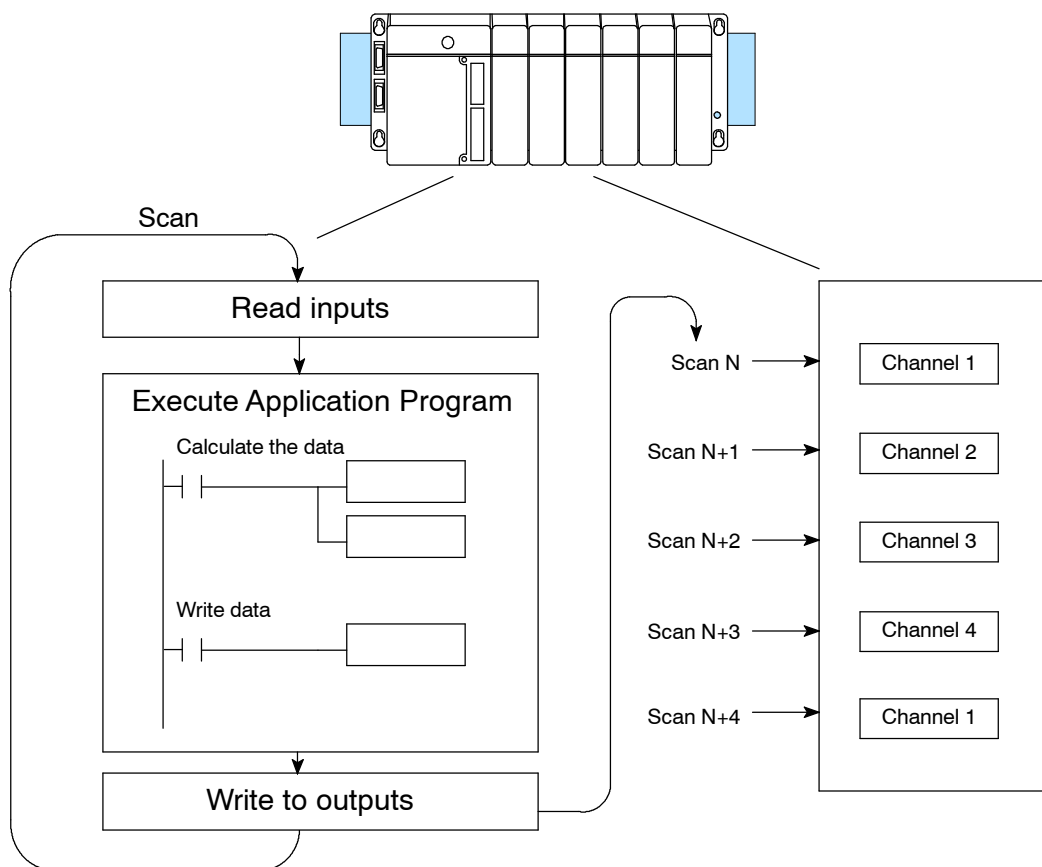 Scan
Read inputs
Execute Application Program
Calculate the data
Write data
Write to outputs
Scan N
Channel 1
Scan N+1
Channel 2
Scan N+2
Channel 3
Scan N+3
Channel 4
Scan N+4
Channel 1